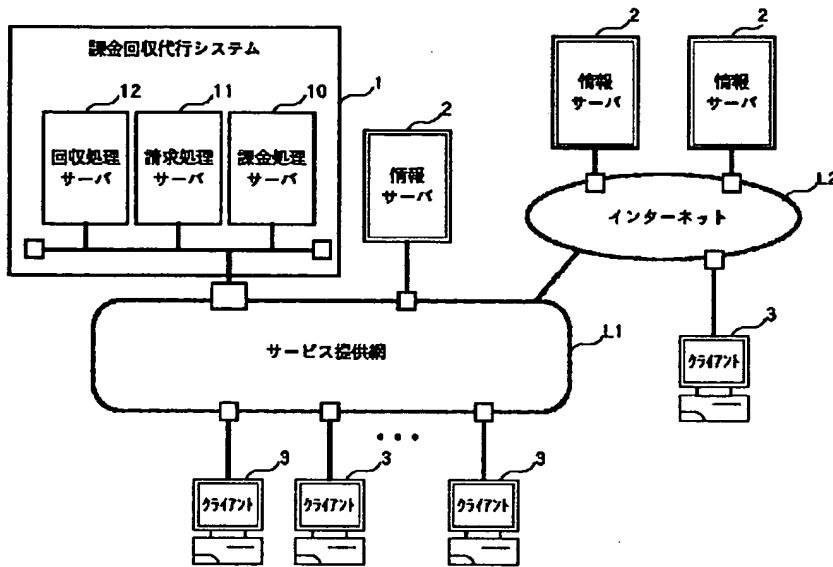 課金回収代行システム
1
12
11
10
回収処理
サーバ
請求処理
サーバ
課金処理
サーバ
2
情報
サーバ
2
情報
サーバ
2
情報
サーバ
L2
インターネット
サービス提供網
L1
3
クライアント
3
クライアント
3
クライアント
3
クライアント
•••